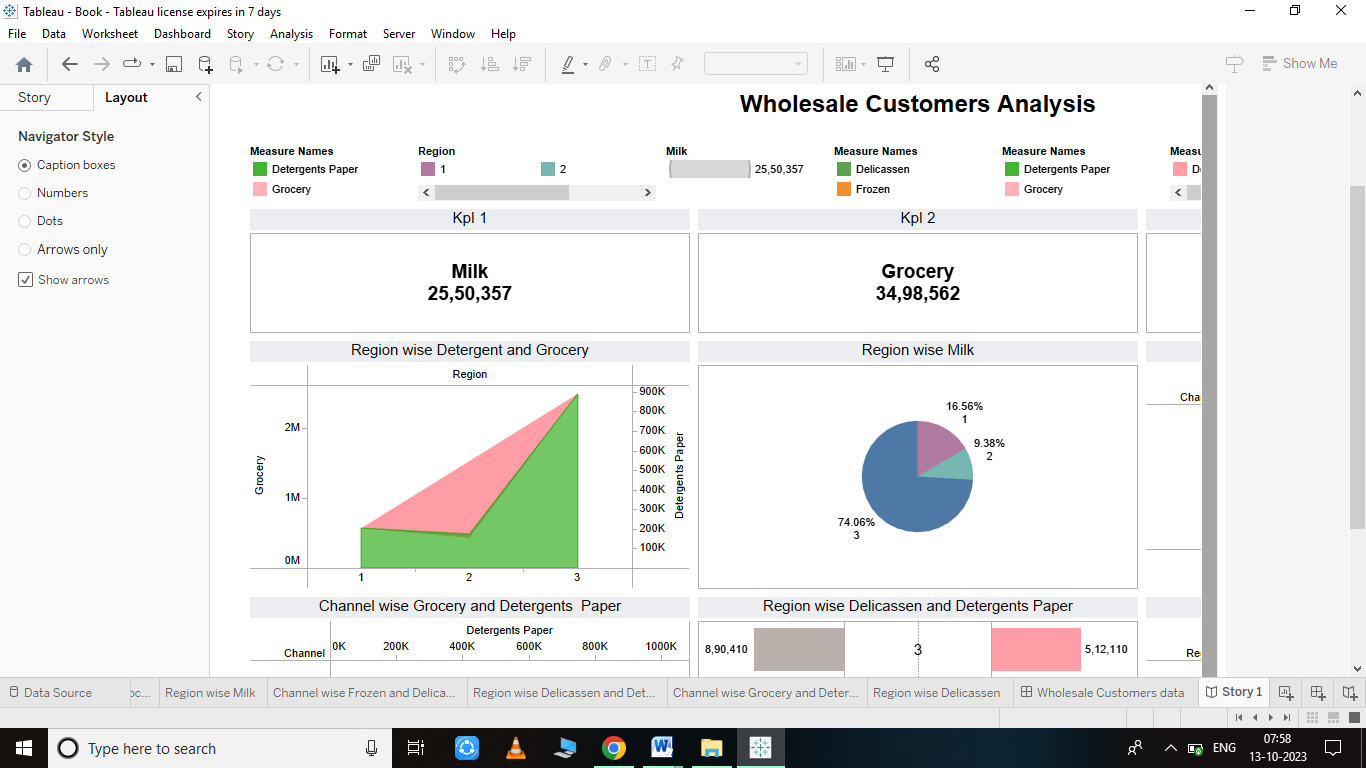 Tableau - Book - Tableau license expires in 7 days
File Data Worksheet Dashboard Story Analysis Format Server Window Help
Show Me
Story Layout
Navigator Style
Caption boxes
Numbers
Dots
Arrows only
Show arrows
Wholesale Customers Analysis
Measure Names
Detergents Paper
Grocery
Region
1 2
Milk
25,50,357
Measure Names
Delicassen
Frozen
Measure Names
Detergents Paper
Grocery
KpI 1
Milk
25,50,357
KpI 2
Grocery
34,98,562
Region wise Detergent and Grocery
Region
Grocery
2M
1M
0M
900K
800K
700K
600K
500K
400K
300K
200K
100K
Detergents Paper
1 2 3
Region wise Milk
16.56%
1
9.38%
2
74.06%
3
Channel wise Grocery and Detergents  Paper
Detergents Paper
Channel 0K 200K 400K 600K 800K 1000K
Region wise Delicassen and Detergents Paper
8,90,410 3 5,12,110
Data Source oc... Region wise Milk Channel wise Frozen and Delica... Region wise Delicassen and Det... Channel wise Grocery and Deter... Region wise Delicassen Wholesale Customers data Story 1
Type here to search
ENG
07:58
13-10-2023